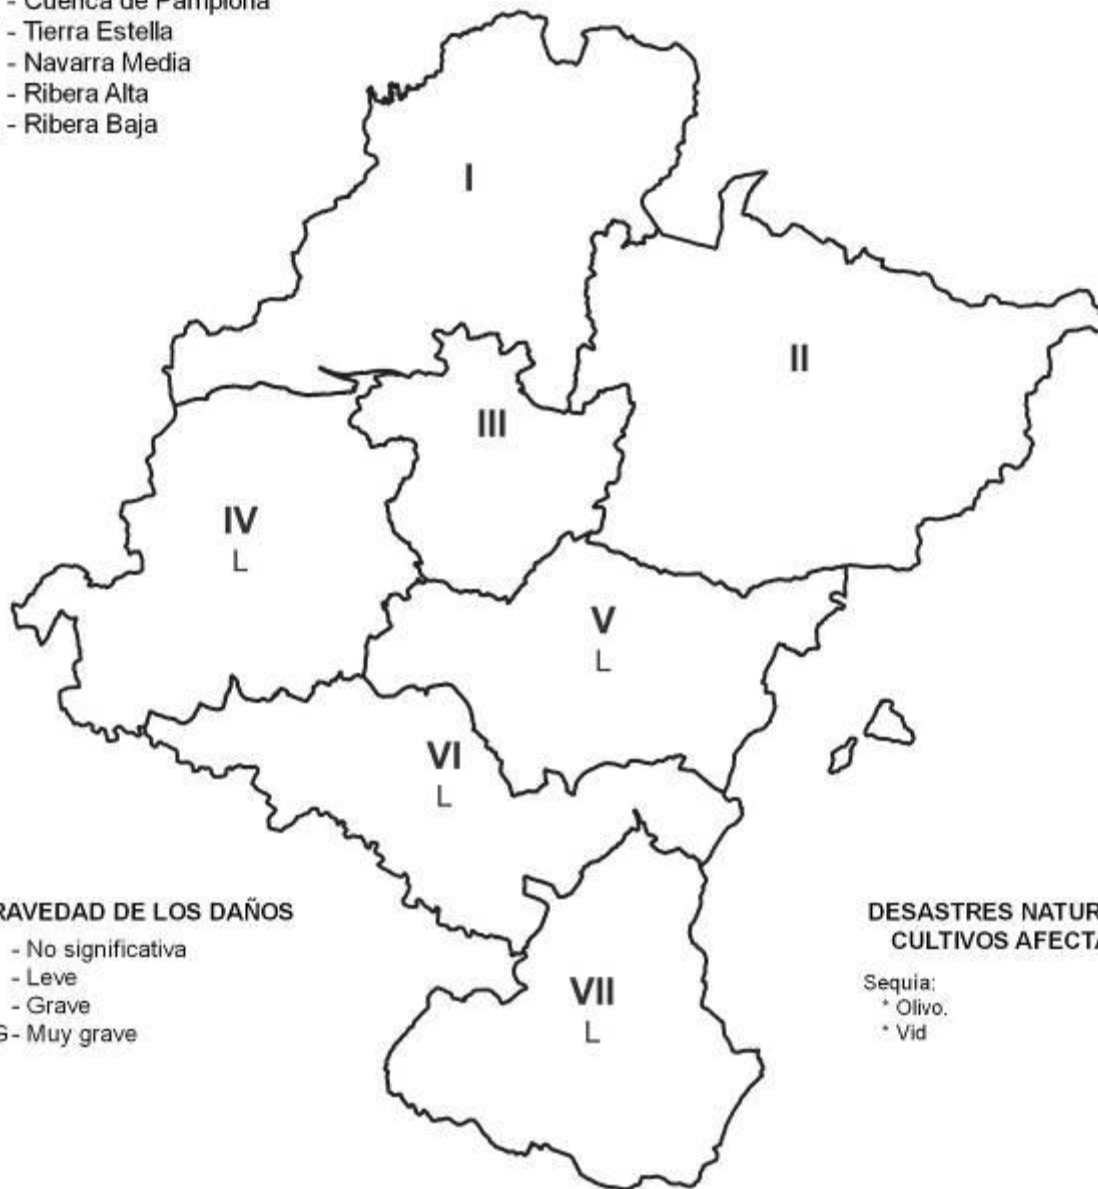 - Cuenca de Pamplona
- Tierra Estella
- Navarra Media
- Ribera Alta
- Ribera Baja
I
II
III
IV
L
V
L
VI
L
RAVEDAD DE LOS DAÑOS
- No significativa
- Leve
- Grave
G- Muy grave
DESASTRES NATUR
CULTIVOS AFECTA
Sequia:
* Olivo.
* Vid
VII
L